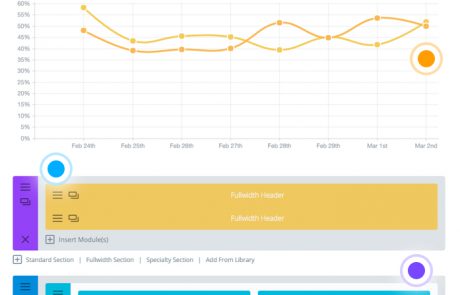 60%
55%
50%
45%
40%
35%
30%
25%
20%
15%
10%
5%
0%
Feb 24th Feb 25th Feb 26th Feb 27th Feb 28th Feb 29th Mar 1st Mar 2nd
Fullwidth Header
Fullwidth Header
Insert Module(s)
Standard Section | Fullwidth Section | Specialty Section | Add From Library